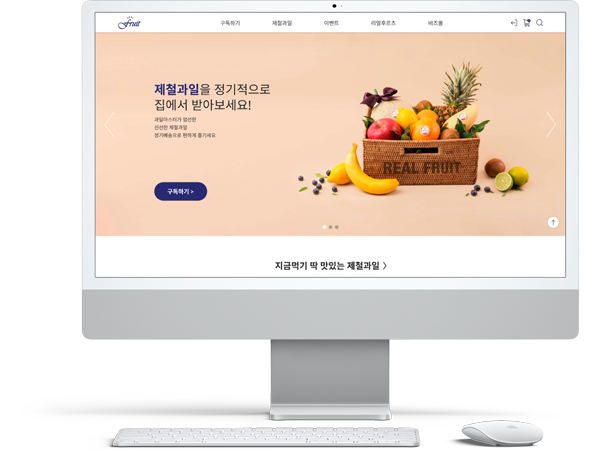 Fruit
구독하기
제철과일
이벤트
리얼후르츠
비즈몰
제철과일을 정기적으로
집에서 받아보세요!
과일마스터가 엄선한
신선한 제철과일
정기배송으로 편하게 즐기세요
구독하기 >
REAL FRUIT
지금먹기 딱 맛있는 제철과일 >